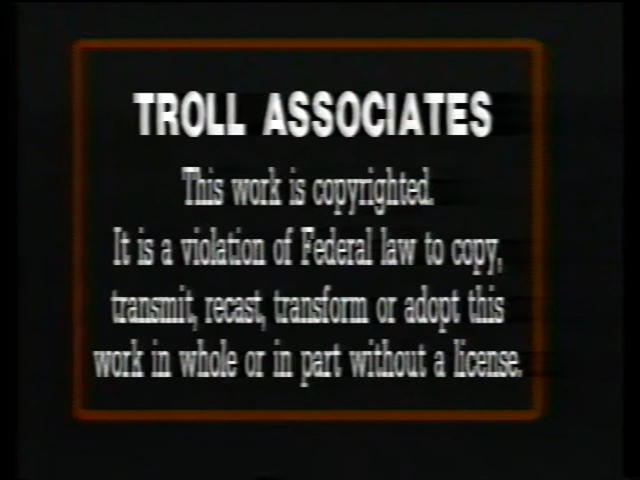 TROLL ASSOCIATES
This work is copyrighted.
It is a violation of Federal law to copy,
transmit, recast, transform or adopt this
work in whole or in part without a license.